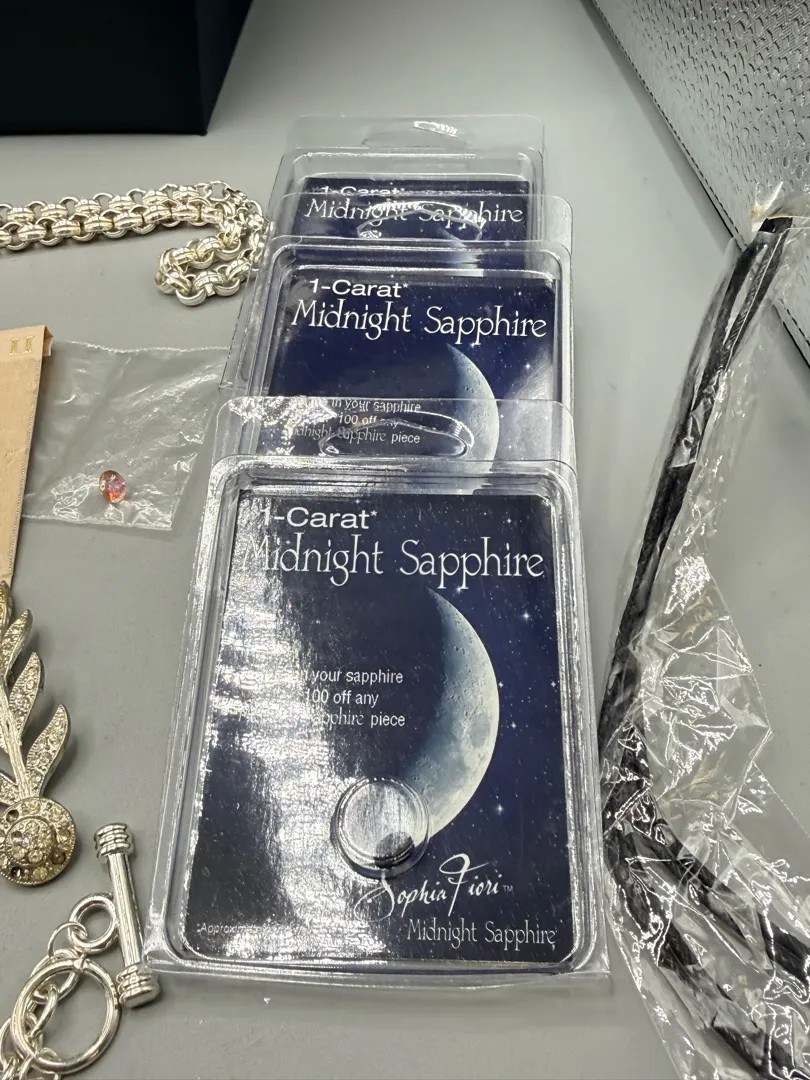 1-Carat*
Midnight Sapphire
1-Carat*
Midnight Sapphire
in your sapphire
100 off any
Midnight Sapphire piece
1-Carat*
Midnight Sapphire
your sapphire
100 off any
Sapphire piece
Sophia Fiori™
Midnight Sapphire